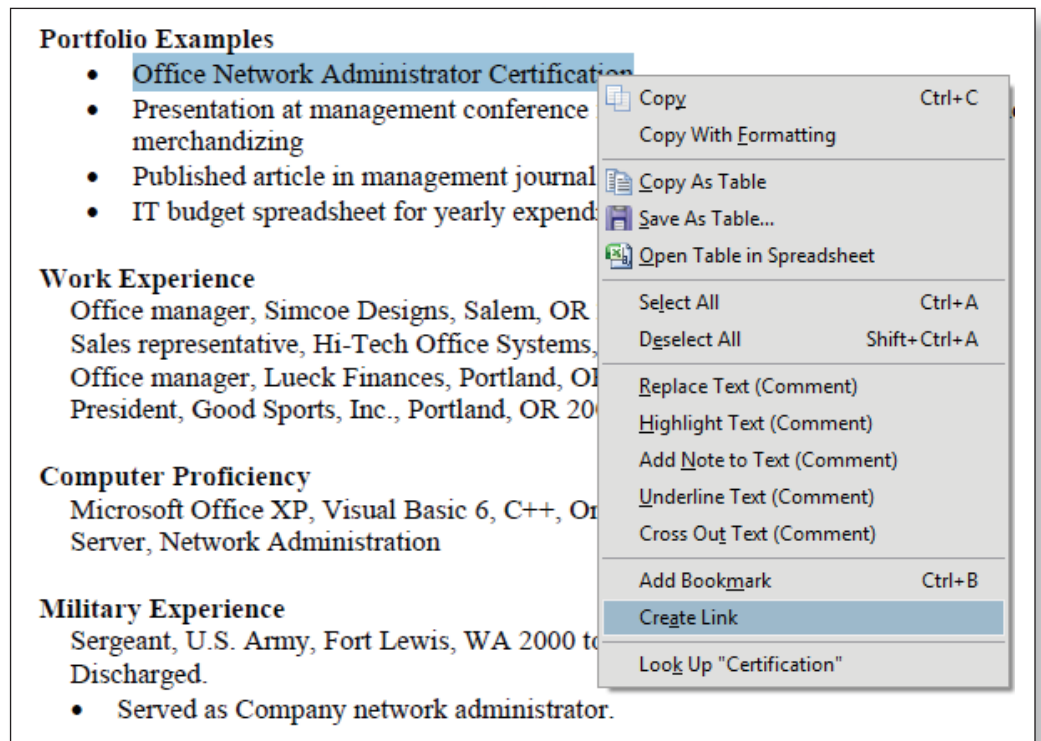 Portfolio Examples
• Office Network Administrator Certification
• Presentation at management conference
merchandizing
• Published article in management journal
• IT budget spreadsheet for yearly
Work Experience
Office manager, Simcoe Designs, Salem, OR
Sales representative, Hi-Tech Office Systems,
Office manager, Lueck Finances, Portland,
President, Good Sports, Inc., Portland, OR
Computer Proficiency
Microsoft Office XP, Visual Basic 6, C++,
Server, Network Administration
Military Experience
Sergeant, U.S. Army, Fort Lewis, WA 2000 to
Discharged.
• Served as Company network administrator.
Copy Ctrl+C
Copy With Formatting
Copy As Table
Save As Table...
Open Table in Spreadsheet
Select All Ctrl+A
Deselect All Shift+Ctrl+A
Replace Text (Comment)
Highlight Text (Comment)
Add Note to Text (Comment)
Underline Text (Comment)
Cross Out Text (Comment)
Add Bookmark Ctrl+B
Create Link
Look Up "Certification"